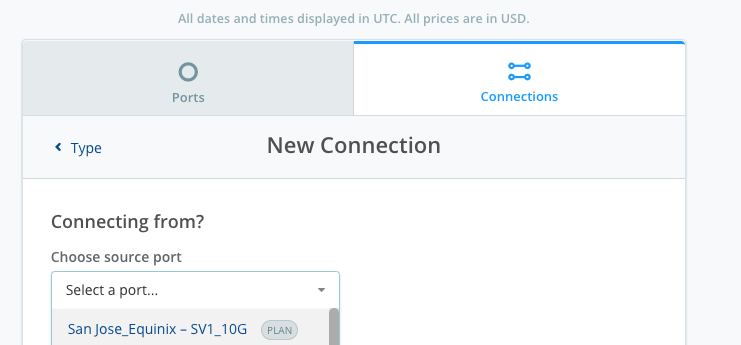 All dates and times displayed in UTC. All prices are in USD.
Ports
Connections
Type
New Connection
Connecting from?
Choose source port
Select a port...
San Jose_Equinix – SV1_10G PLAN